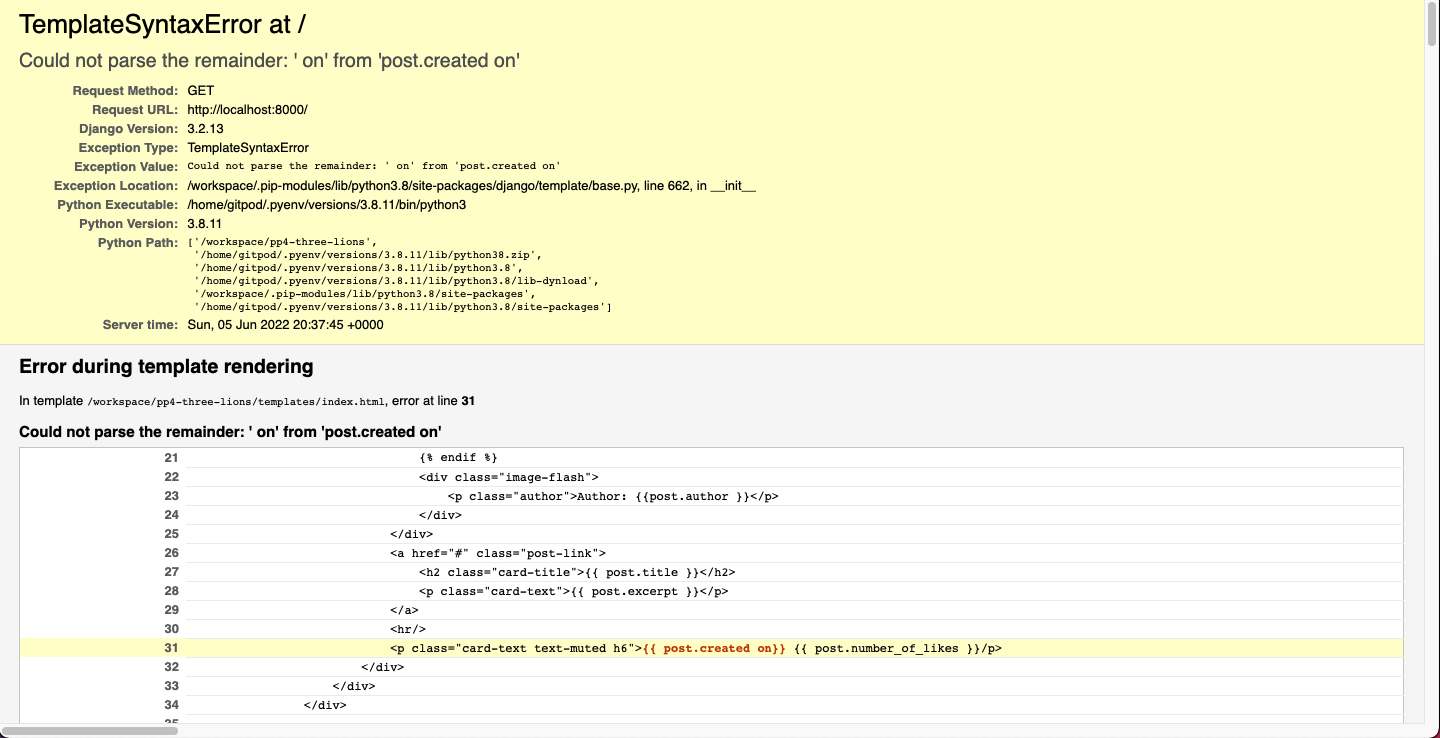 TemplateSyntaxError at /
Could not parse the remainder: ' on' from 'post.created on'
Request Method: GET
Request URL: http://localhost:8000/
Django Version: 3.2.13
Exception Type: TemplateSyntaxError
Exception Value: Could not parse the remainder: ' on' from 'post.created on'
Exception Location: /workspace/.pip-modules/lib/python3.8/site-packages/django/template/base.py, line 662, in __init__
Python Executable: /home/gitpod/.pyenv/versions/3.8.11/bin/python3
Python Version: 3.8.11
Python Path: ['/workspace/pp4-three-lions',
'/home/gitpod/.pyenv/versions/3.8.11/lib/python38.zip',
'/home/gitpod/.pyenv/versions/3.8.11/lib/python3.8',
'/home/gitpod/.pyenv/versions/3.8.11/lib/python3.8/lib-dynload',
'/workspace/.pip-modules/lib/python3.8/site-packages',
'/home/gitpod/.pyenv/versions/3.8.11/lib/python3.8/site-packages']
Server time: Sun, 05 Jun 2022 20:37:45 +0000
Error during template rendering
In template /workspace/pp4-three-lions/templates/index.html, error at line 31
Could not parse the remainder: ' on' from 'post.created on'
21 {% endif %}
22 <div class="image-flash">
23 <p class="author">Author: {{post.author }}</p>
24 </div>
25 </div>
26 <a href="#" class="post-link">
27 <h2 class="card-title">{{ post.title }}</h2>
28 <p class="card-text">{{ post.excerpt }}</p>
29 </a>
30 <hr/>
31 <p class="card-text text-muted h6">{{ post.created on}} {{ post.number_of_likes }}/p>
32 </div>
33 </div>
34 </div>